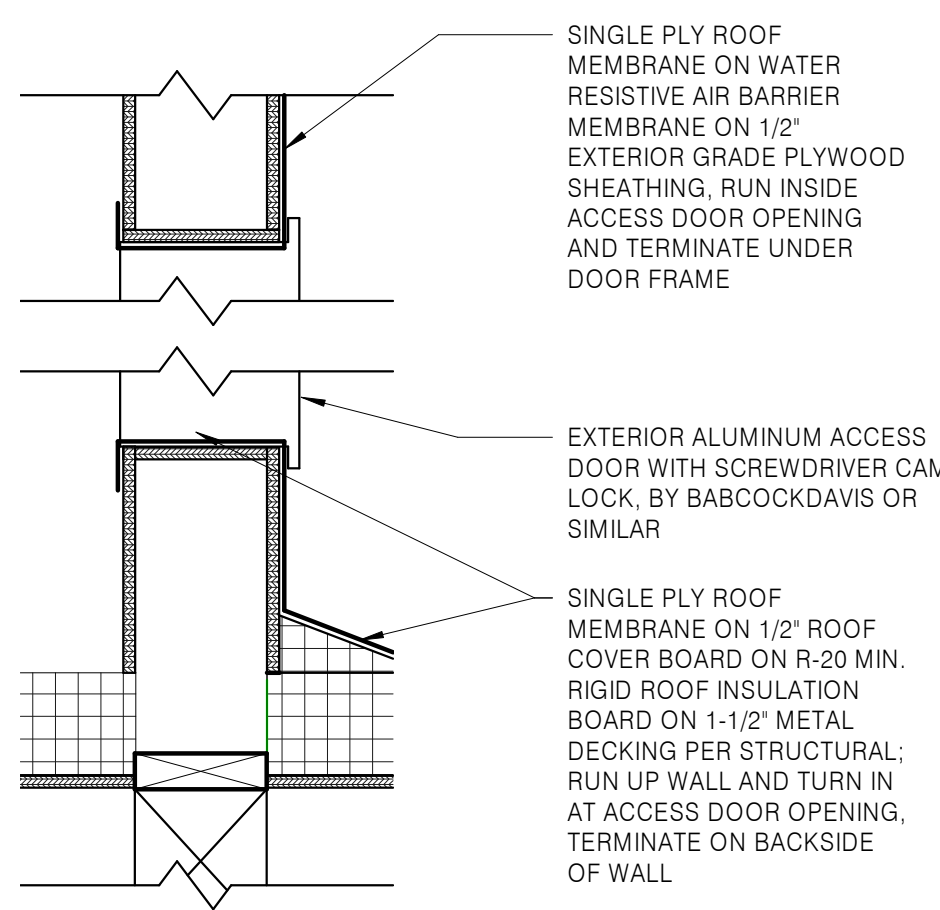 SINGLE PLY ROOF
MEMBRANE ON WATER
RESISTIVE AIR BARRIER
MEMBRANE ON 1/2"
EXTERIOR GRADE PLYWOOD
SHEATHING, RUN INSIDE
ACCESS DOOR OPENING
AND TERMINATE UNDER
DOOR FRAME
EXTERIOR ALUMINUM ACCESS
DOOR WITH SCREWDRIVER CAM
LOCK, BY BABCOCKDAVIS OR
SIMILAR
SINGLE PLY ROOF
MEMBRANE ON 1/2" ROOF
COVER BOARD ON R-20 MIN.
RIGID ROOF INSULATION
BOARD ON 1-1/2" METAL
DECKING PER STRUCTURAL;
RUN UP WALL AND TURN IN
AT ACCESS DOOR OPENING,
TERMINATE ON BACKSIDE
OF WALL